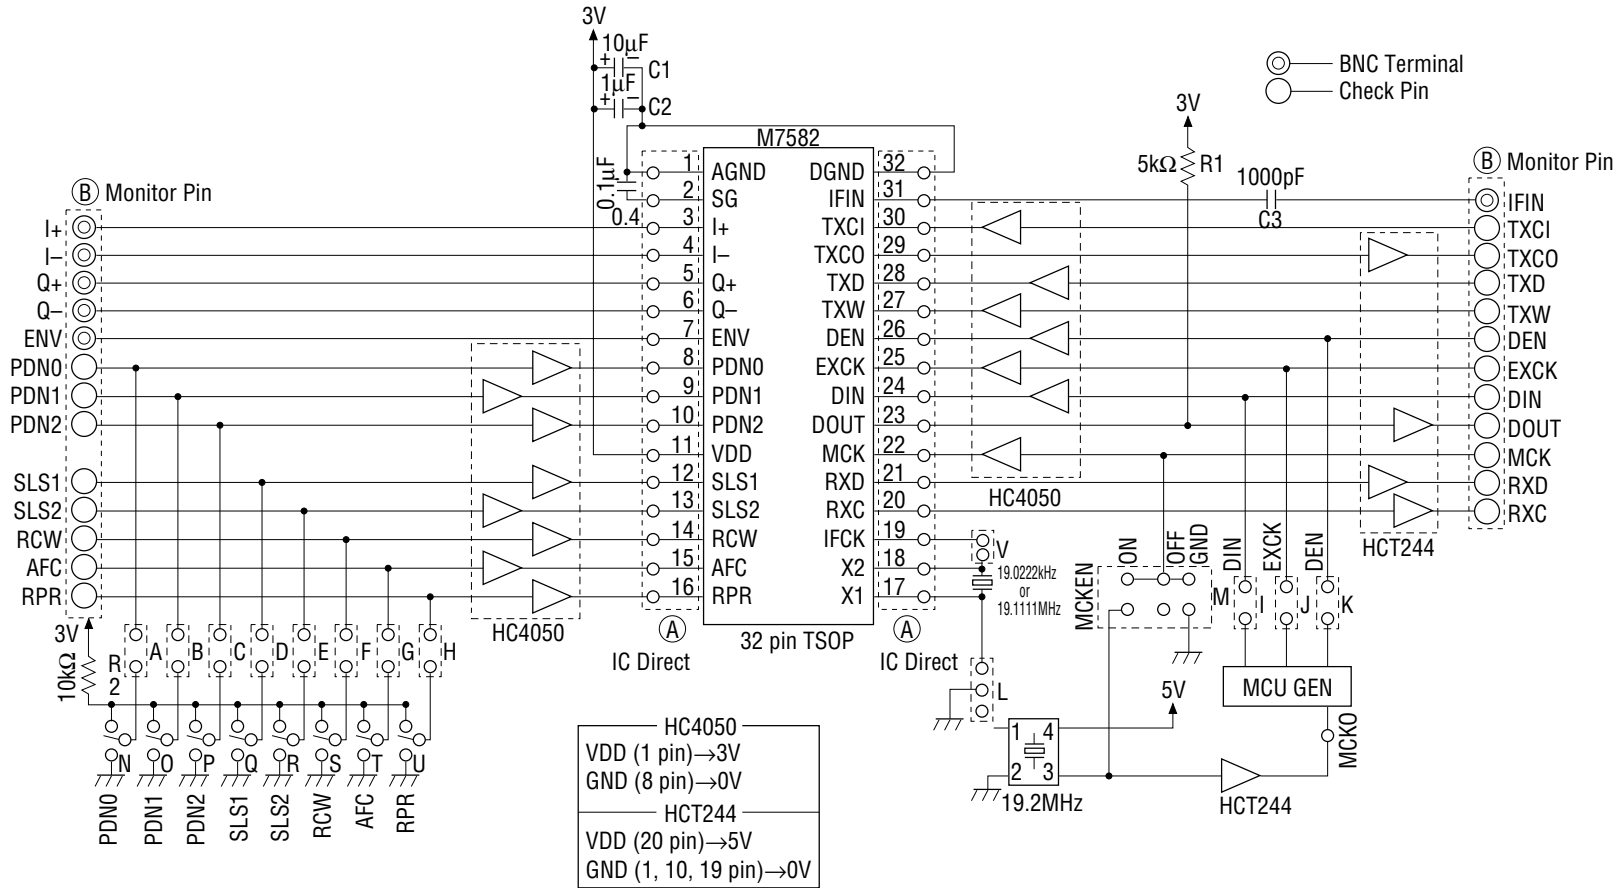 3V
10μF
+ −
C1
1μF
+ −
C2
BNC Terminal
Check Pin
3V
5kΩ R1
M7582
B Monitor Pin
B Monitor Pin
0.1μF
0.4
1000pF
C3
I+
I−
Q+
Q−
ENV
PDN0
PDN1
PDN2
SLS1
SLS2
RCW
AFC
RPR
1 AGND
2 SG
3 I+
4 I−
5 Q+
6 Q−
7 ENV
8 PDN0
9 PDN1
10 PDN2
11 VDD
12 SLS1
13 SLS2
14 RCW
15 AFC
16 RPR
DGND 32
IFIN 31
TXCI 30
TXCO 29
TXD 28
TXW 27
DEN 26
EXCK 25
DIN 24
DOUT 23
MCK 22
RXD 21
RXC 20
IFCK 19
X2 18
X1 17
IFIN
TXCI
TXCO
TXD
TXW
DEN
EXCK
DIN
DOUT
MCK
RXD
RXC
HC4050
HC4050
HCT244
A
IC Direct
32 pin TSOP
A
IC Direct
V
19.0222kHz
or
19.1111MHz
L
MCKEN
ON
OFF
GND
DIN
EXCK
DEN
M I J K
MCU GEN
MCKO
3V
10kΩ
R2
A B C D E F G H
N O P Q R S T U
PDN0
PDN1
PDN2
SLS1
SLS2
RCW
AFC
RPR
HC4050
VDD (1 pin)→3V
GND (8 pin)→0V
HCT244
VDD (20 pin)→5V
GND (1, 10, 19 pin)→0V
5V
1 4
2 3
19.2MHz
HCT244